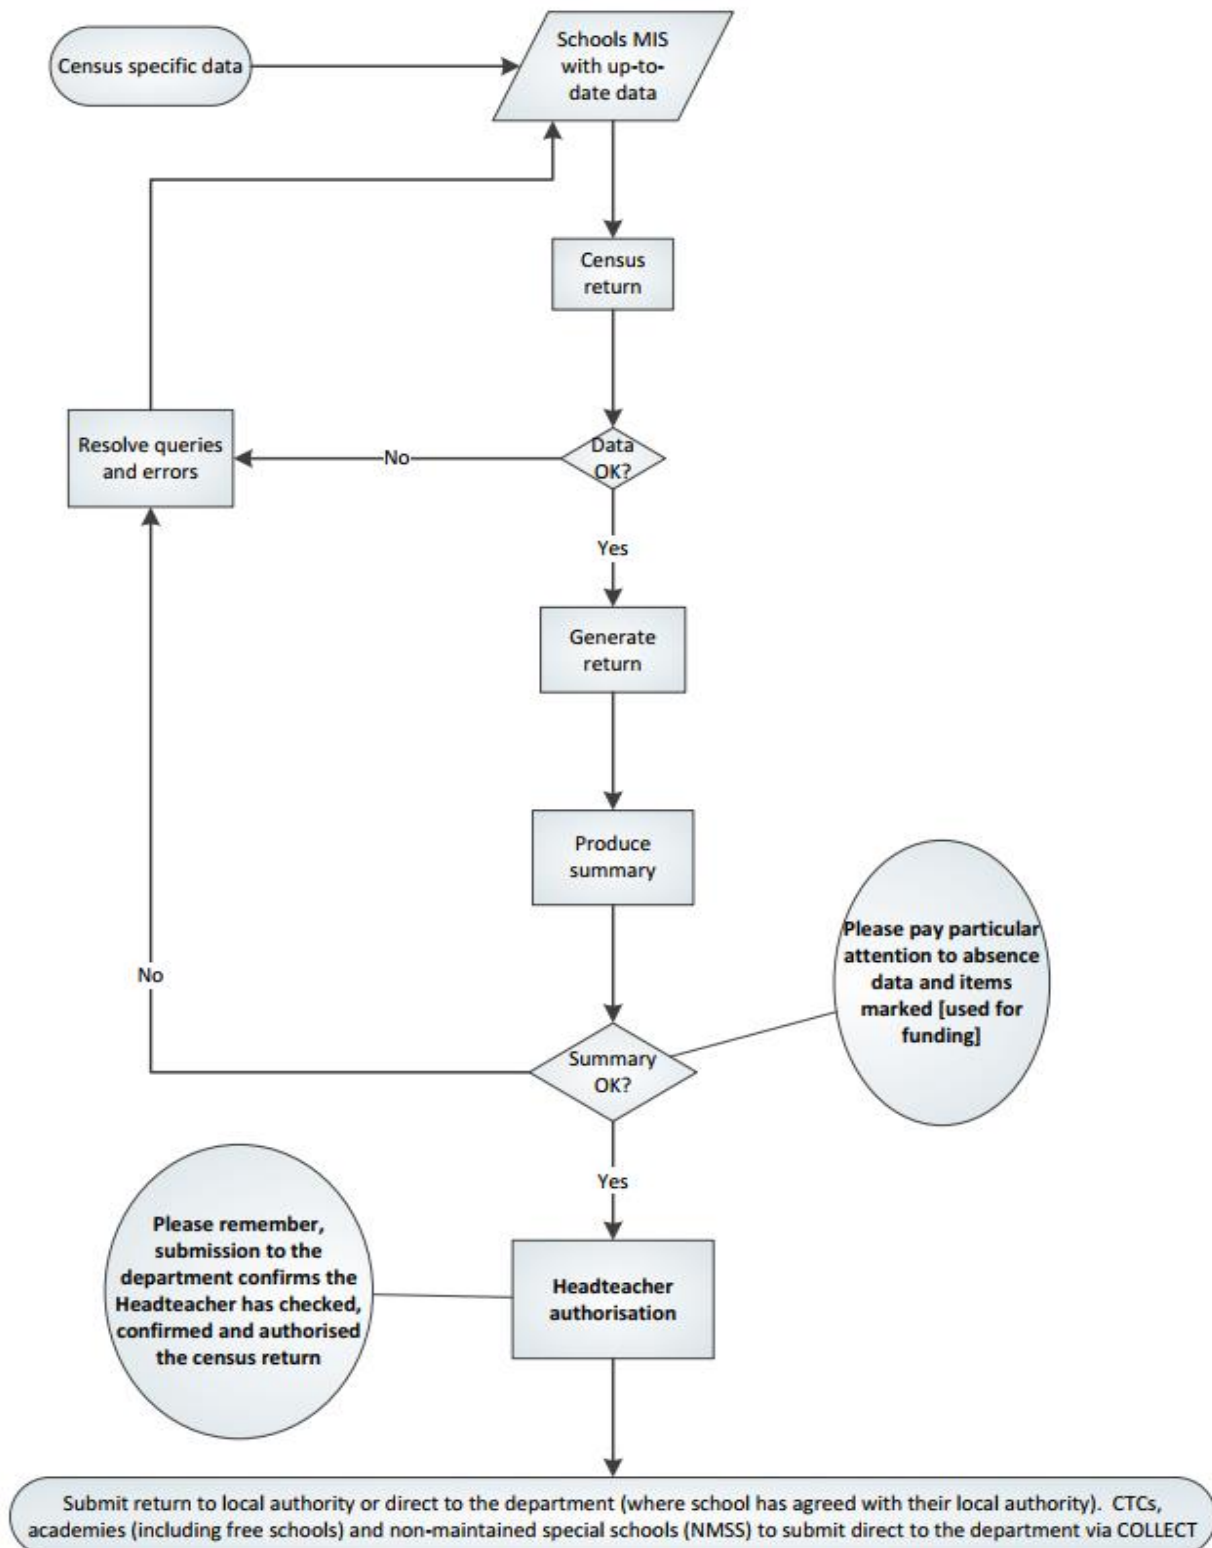 Census specific data
Schools MIS
with up-to-
date data
Census
return
Data
OK?
No
Resolve queries
and errors
Yes
Generate
return
Produce
summary
Please pay particular
attention to absence
data and items
marked [used for
funding]
No
Summary
OK?
Yes
Please remember,
submission to the
department confirms the
Headteacher has checked,
confirmed and authorised
the census return
Headteacher
authorisation
Submit return to local authority or direct to the department (where school has agreed with their local authority). CTCs,
academies (including free schools) and non-maintained special schools (NMSS) to submit direct to the department via COLLECT